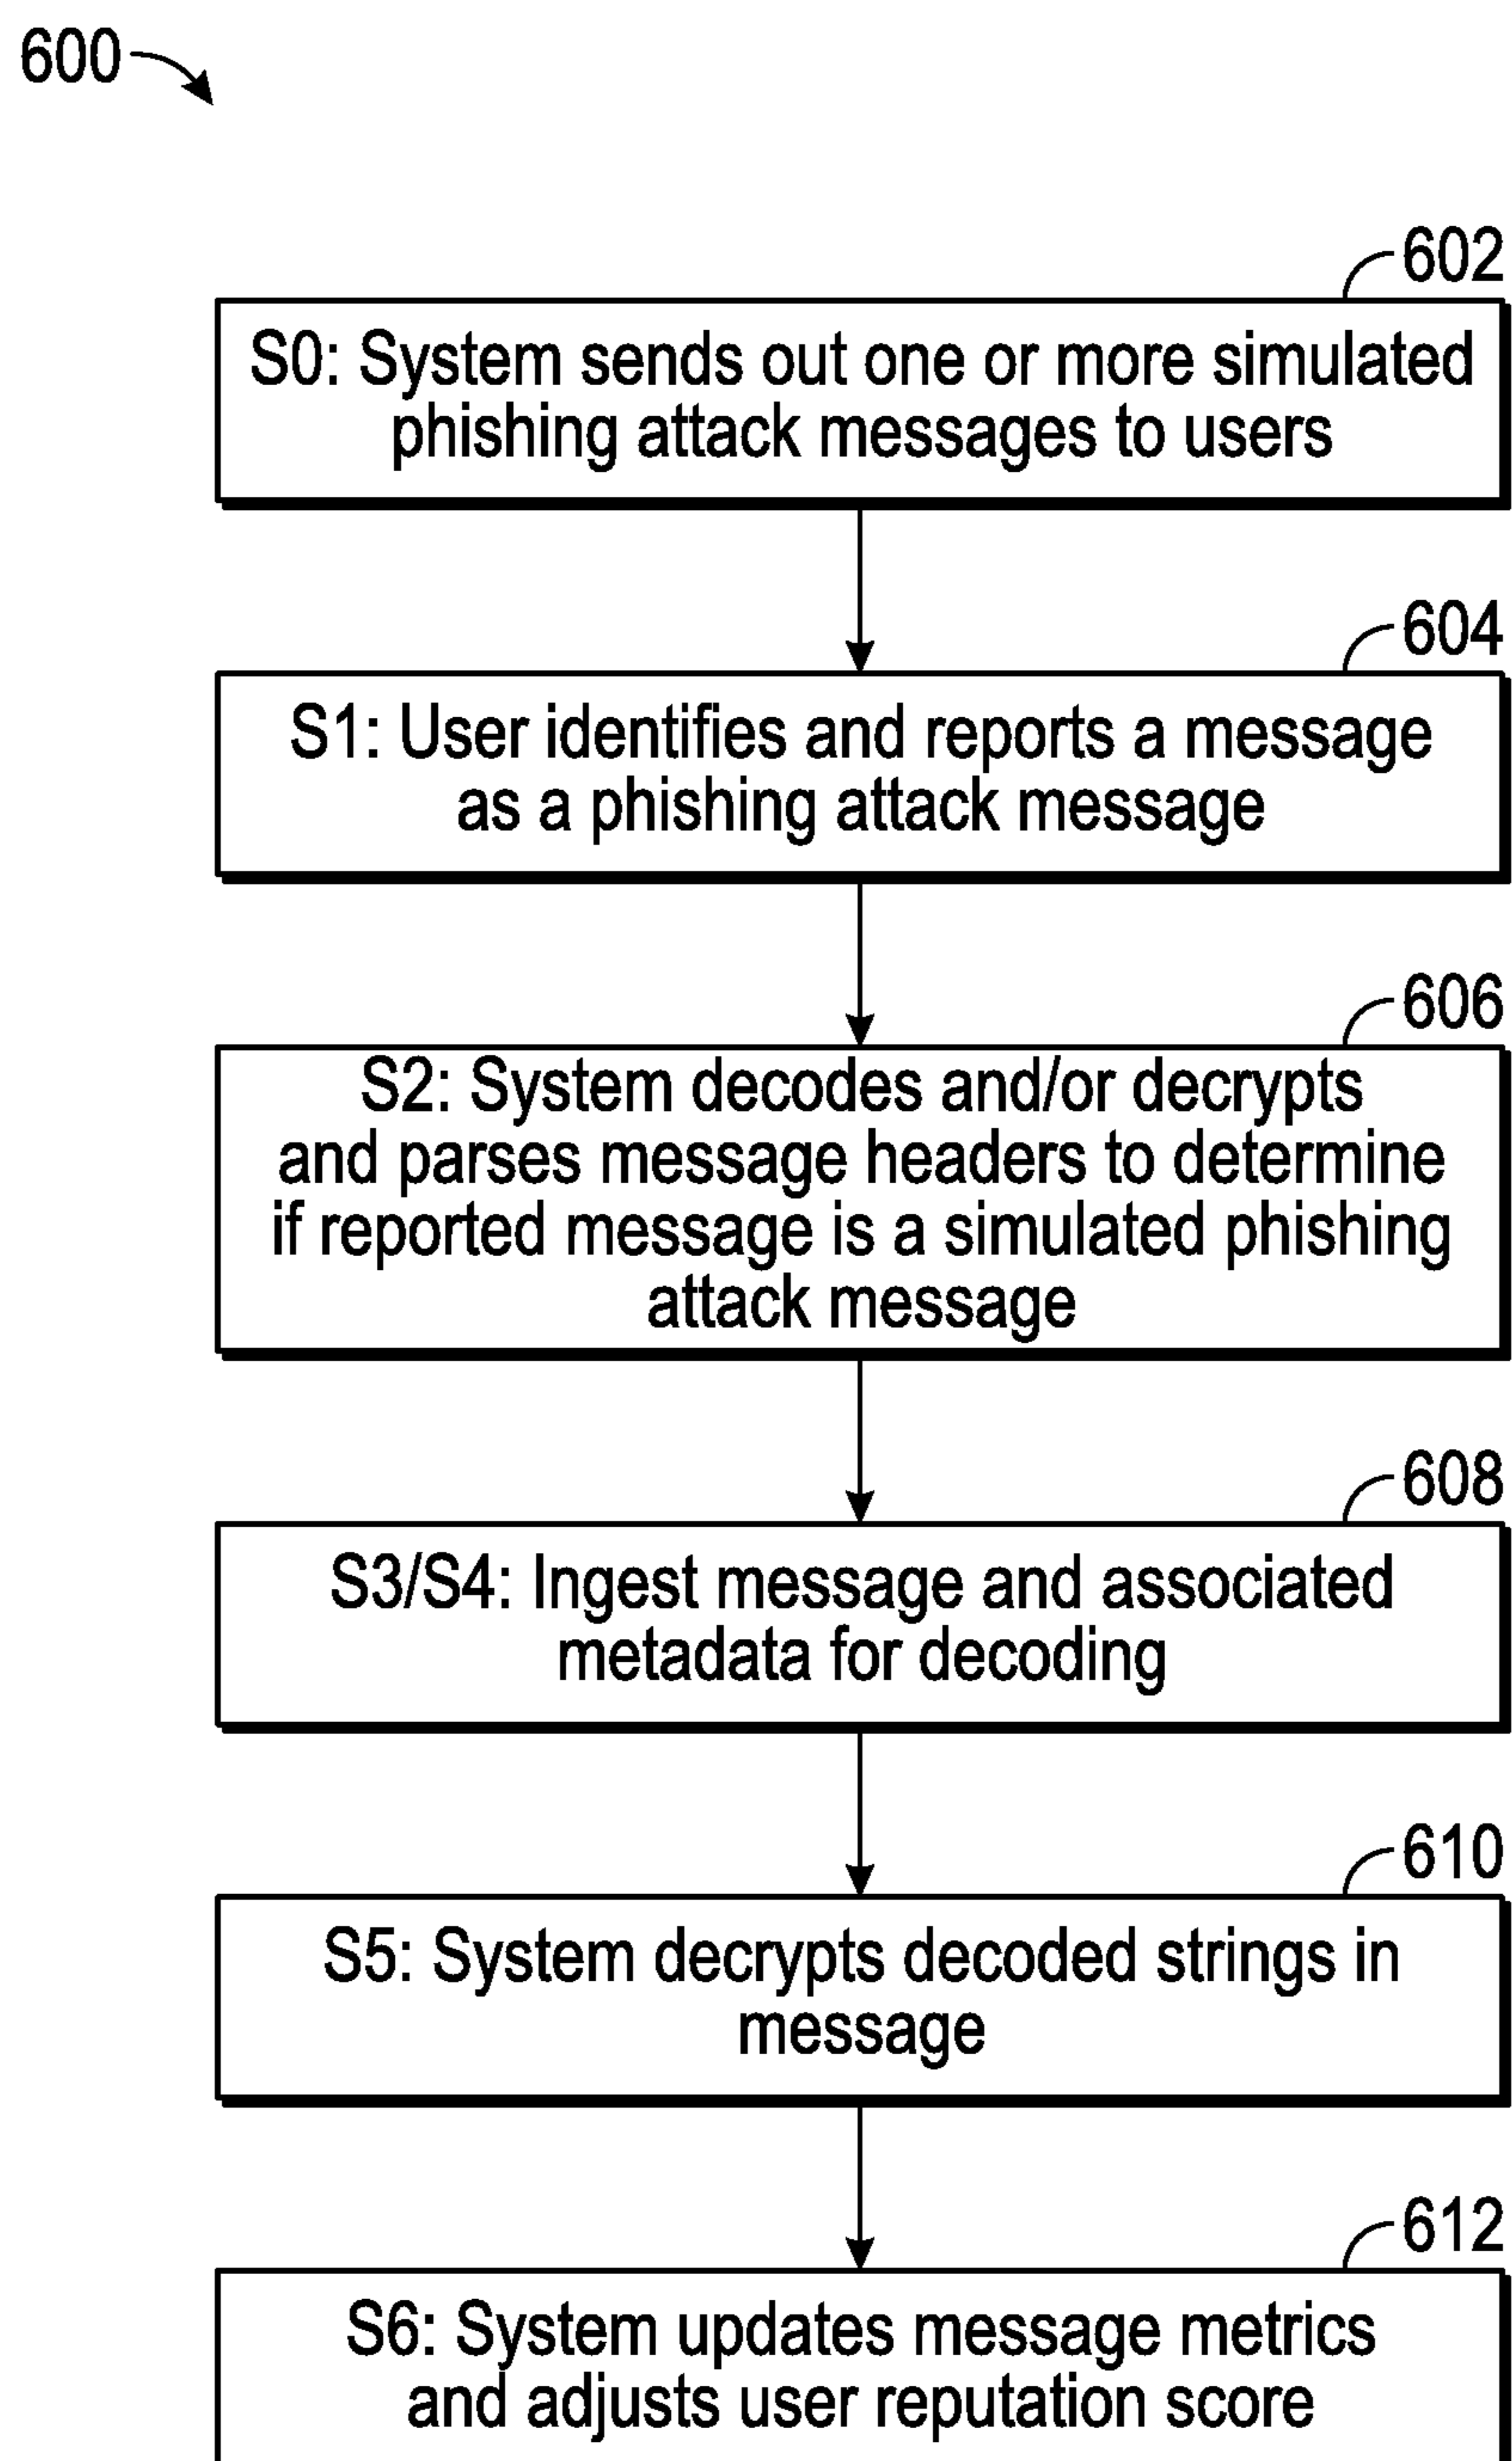 600
602
S0: System sends out one or more simulated
phishing attack messages to users
604
S1: User identifies and reports a message
as a phishing attack message
606
S2: System decodes and/or decrypts
and parses message headers to determine
if reported message is a simulated phishing
attack message
608
S3/S4: Ingest message and associated
metadata for decoding
610
S5: System decrypts decoded strings in
message
612
S6: System updates message metrics
and adjusts user reputation score